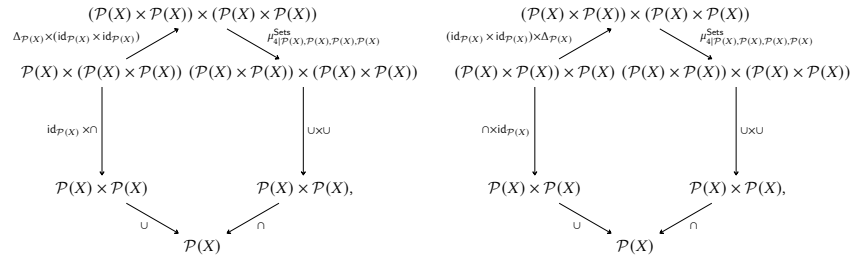 (𝒫(X) × 𝒫(X)) × (𝒫(X) × 𝒫(X))
Δ_{𝒫(X)}×(id_{𝒫(X)} × id_{𝒫(X)})
μ^{Sets}_{4|𝒫(X),𝒫(X),𝒫(X),𝒫(X)}
𝒫(X) × (𝒫(X) × 𝒫(X)) (𝒫(X) × 𝒫(X)) × (𝒫(X) × 𝒫(X))
id_{𝒫(X)} ×∩
∪×∪
𝒫(X) × 𝒫(X)
𝒫(X) × 𝒫(X),
∪
∩
𝒫(X)
(𝒫(X) × 𝒫(X)) × (𝒫(X) × 𝒫(X))
(id_{𝒫(X)} × id_{𝒫(X)})×Δ_{𝒫(X)}
μ^{Sets}_{4|𝒫(X),𝒫(X),𝒫(X),𝒫(X)}
(𝒫(X) × 𝒫(X)) × 𝒫(X) (𝒫(X) × 𝒫(X)) × (𝒫(X) × 𝒫(X))
∩×id_{𝒫(X)}
∪×∪
𝒫(X) × 𝒫(X)
𝒫(X) × 𝒫(X),
∪
∩
𝒫(X)